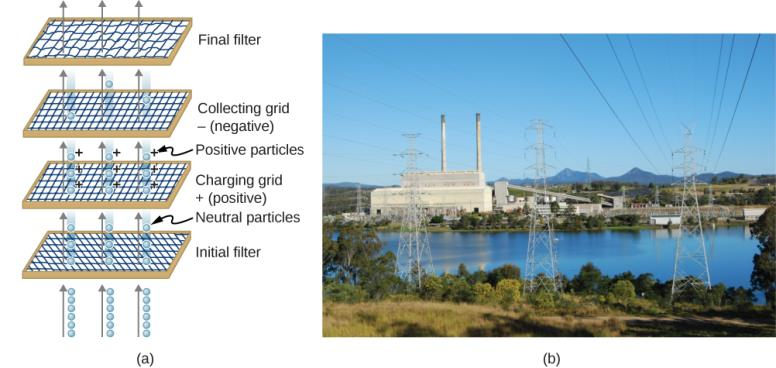 Final filter
Collecting grid
– (negative)
Positive particles
+ + +
+ + +
+ + +
Charging grid
+ (positive)
Neutral particles
Initial filter
(a)
(b)